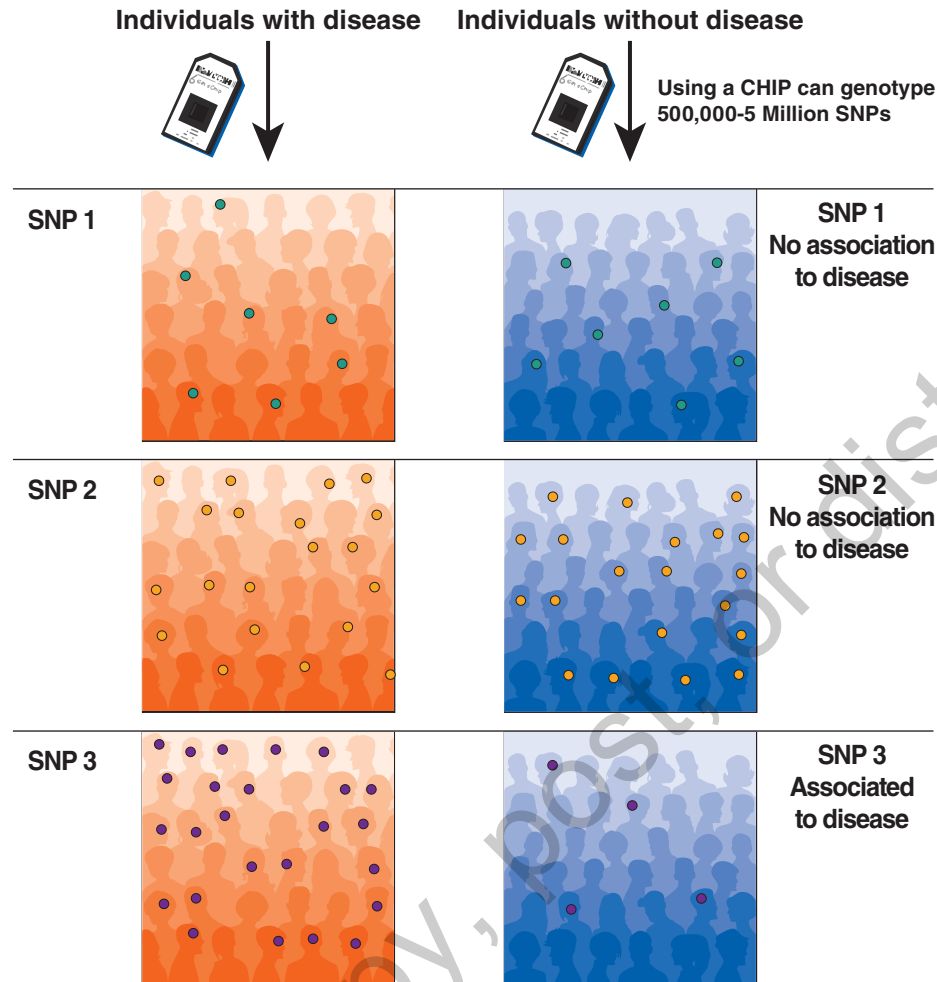 Individuals with disease
Individuals without disease
Using a CHIP can genotype
500,000-5 Million SNPs
SNP 1
SNP 1
No association
to disease
SNP 2
SNP 2
No association
to disease
SNP 3
SNP 3
Associated
to disease
post, or